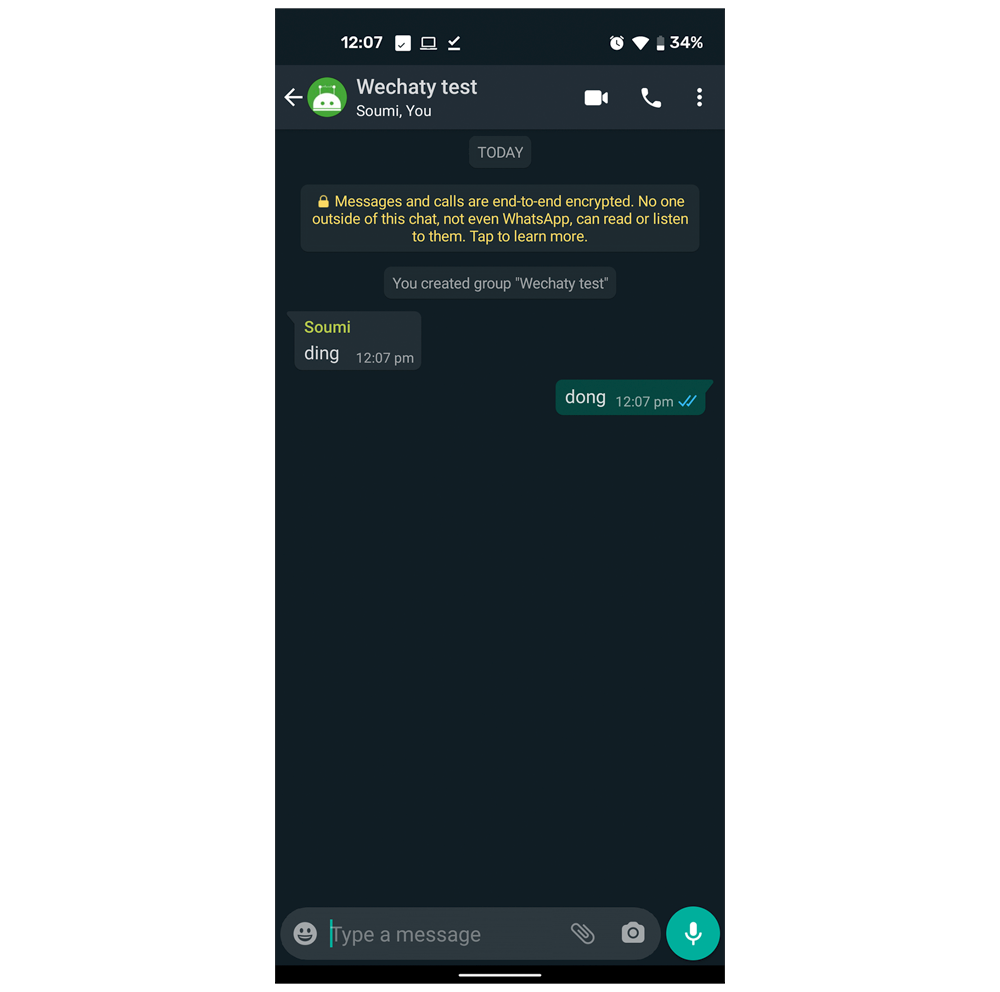 12:07 34%
Wechaty test
Soumi, You
TODAY
🔒 Messages and calls are end-to-end encrypted. No one
outside of this chat, not even WhatsApp, can read or listen
to them. Tap to learn more.
You created group "Wechaty test"
Soumi
ding 12:07 pm
dong 12:07 pm
Type a message